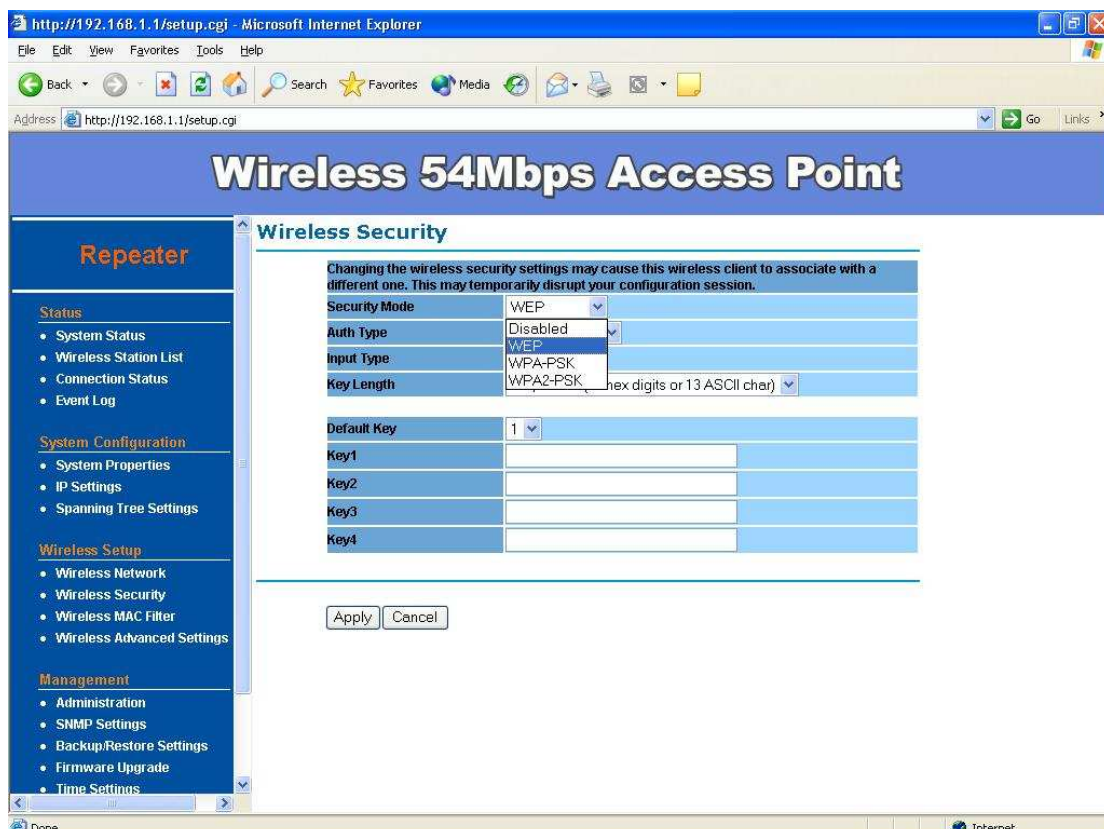 http://192.168.1.1/setup.cgi - Microsoft Internet Explorer
File Edit View Favorites Tools Help
Back Search Favorites Media
Address http://192.168.1.1/setup.cgi Go Links
Wireless 54Mbps Access Point
Repeater
Status
System Status
Wireless Station List
Connection Status
Event Log
System Configuration
System Properties
IP Settings
Spanning Tree Settings
Wireless Setup
Wireless Network
Wireless Security
Wireless MAC Filter
Wireless Advanced Settings
Management
Administration
SNMP Settings
Backup/Restore Settings
Firmware Upgrade
Time Settings
Wireless Security
Changing the wireless security settings may cause this wireless client to associate with a
different one. This may temporarily disrupt your configuration session.
Security Mode WEP
Disabled
WEP
WPA-PSK
WPA2-PSK
Auth Type
Input Type
Key Length hex digits or 13 ASCII char)
Default Key 1
Key1
Key2
Key3
Key4
Apply Cancel
Done Internet